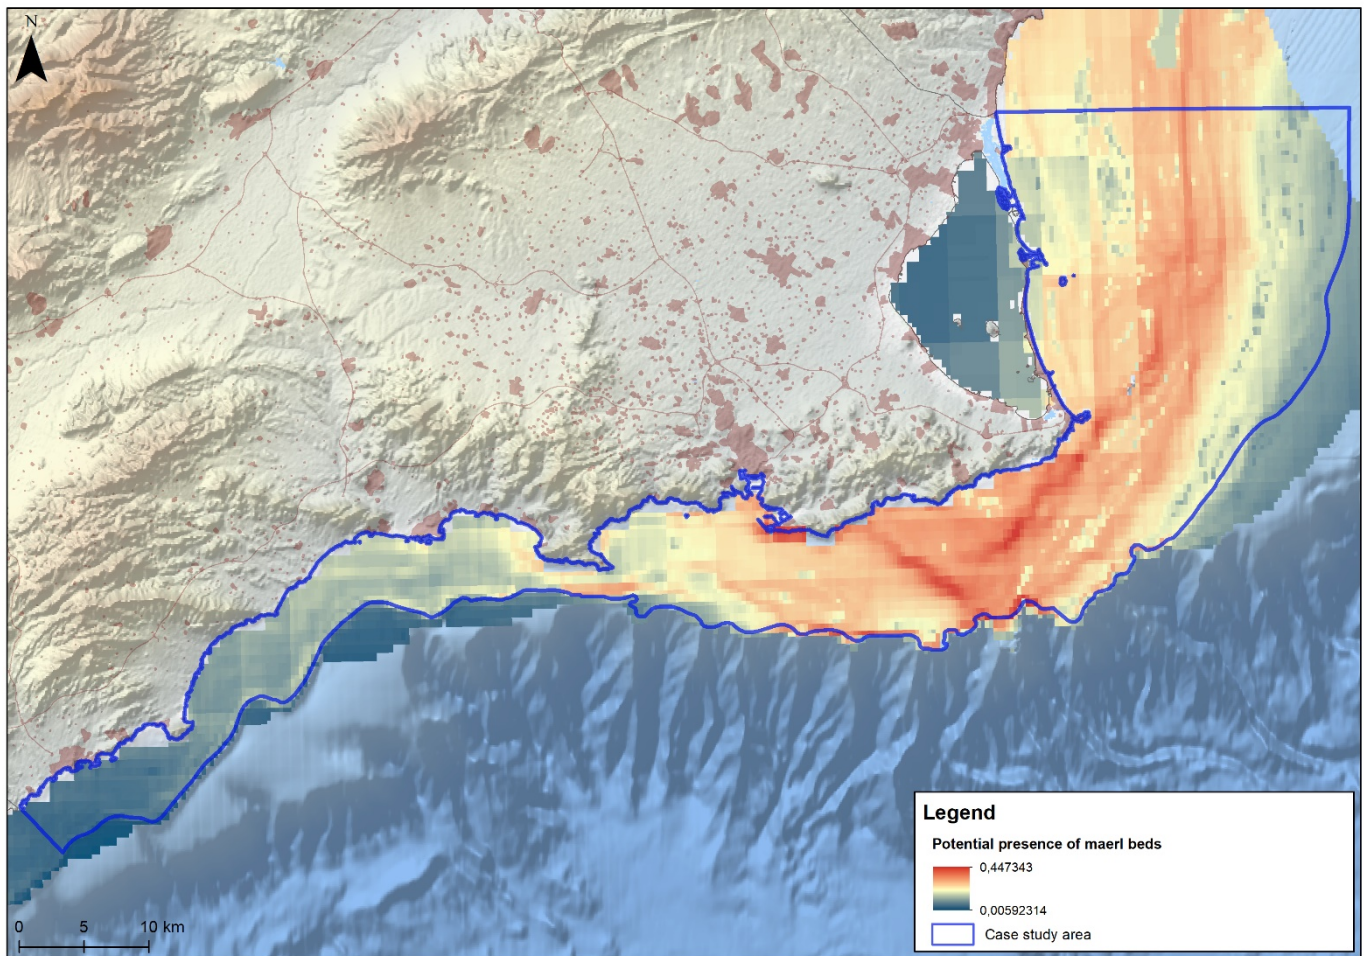 N
Legend
Potential presence of maerl beds
0,447343
0,00592314
Case study area
0 5 10 km